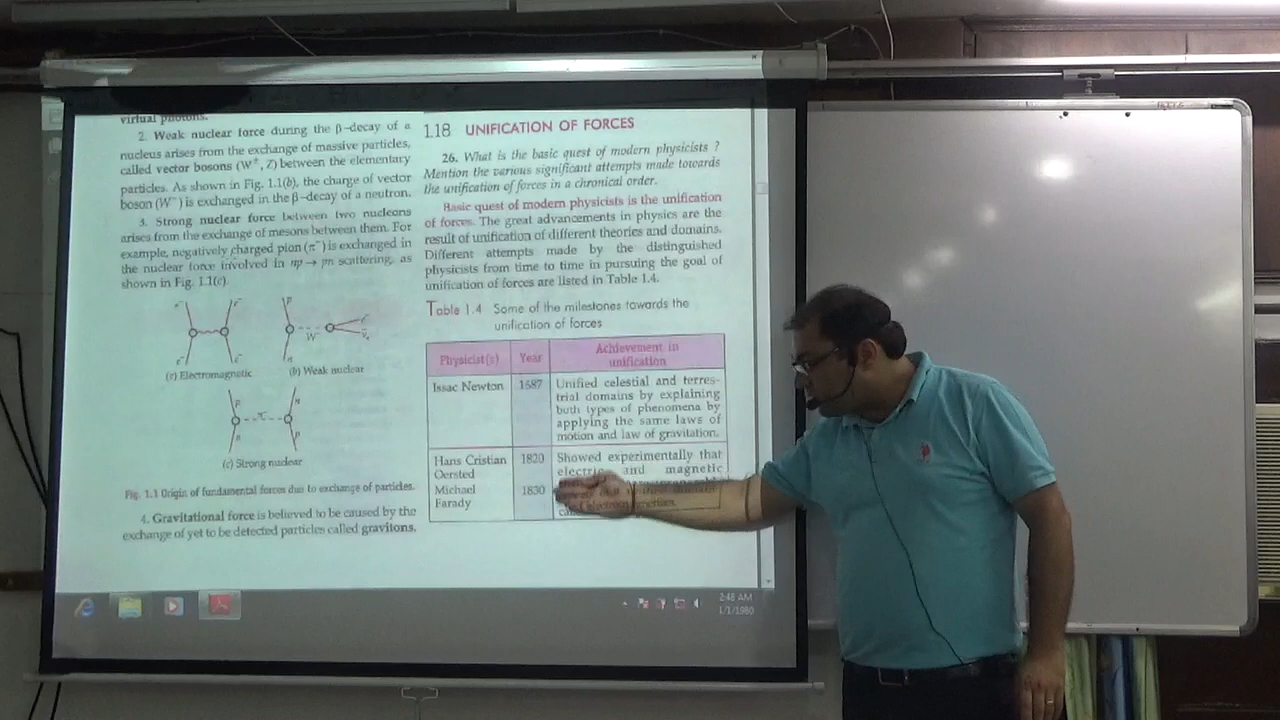 virtual photons.
2. Weak nuclear force during the β–decay of a
nucleus arises from the exchange of massive particles,
called vector bosons (W±, Z) between the elementary
particles. As shown in Fig. 1.1(b), the charge of vector
boson (W⁻) is exchanged in the β–decay of a neutron.
3. Strong nuclear force between two nucleons
arises from the exchange of mesons between them. For
example, negatively charged pion (π⁻) is exchanged in
the nuclear force involved in np → pn scattering, as
shown in Fig. 1.1(c).
(a) Electromagnetic
(b) Weak nuclear
(c) Strong nuclear
Fig. 1.1 Origin of fundamental forces due to exchange of particles.
4. Gravitational force is believed to be caused by the
exchange of yet to be detected particles called gravitons.
1.18 UNIFICATION OF FORCES
26. What is the basic quest of modern physicists ?
Mention the various significant attempts made towards
the unification of forces in a chronical order.
Basic quest of modern physicists is the unification
of forces. The great advancements in physics are the
result of unification of different theories and domains.
Different attempts made by the distinguished
physicists from time to time in pursuing the goal of
unification of forces are listed in Table 1.4.
Table 1.4 Some of the milestones towards the
unification of forces
Physicist(s) Year Achievement in
unification
Issac Newton 1687 Unified celestial and terres-
trial domains by explaining
both types of phenomena by
applying the same laws of
motion and law of gravitation.
Hans Cristian 1820 Showed experimentally that
Oersted electric and magnetic
Michael 1830
Farady
2:48 AM
1/1/1980